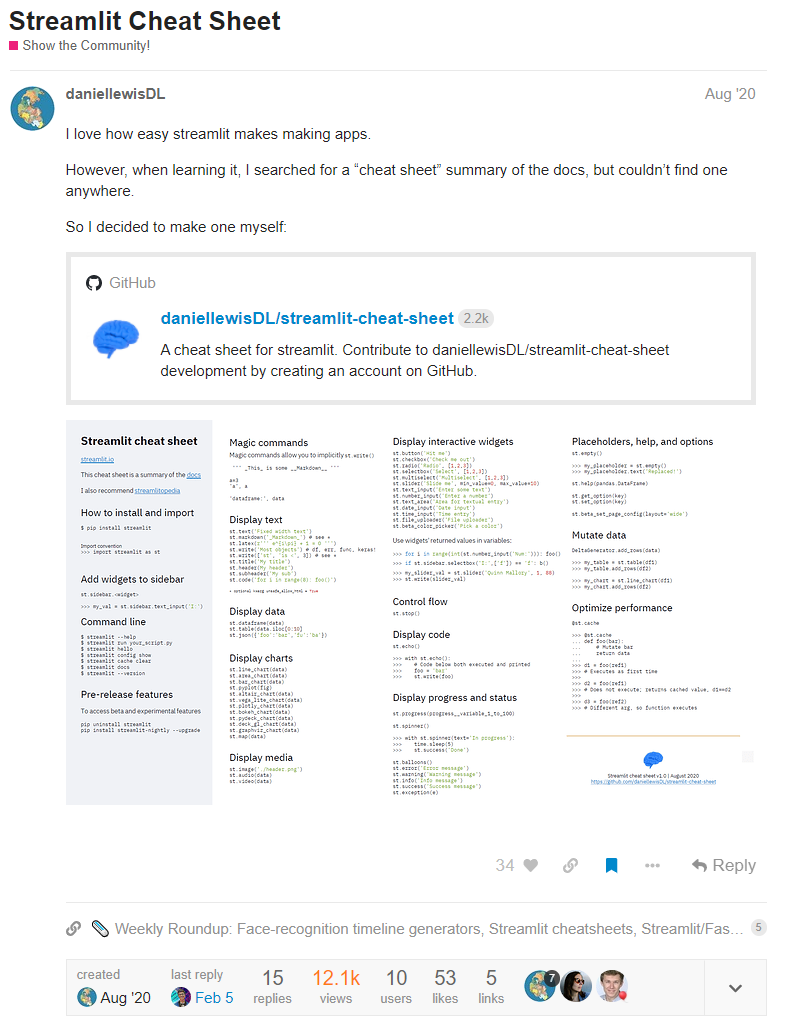 Streamlit Cheat Sheet
Show the Community!
daniellewisDL
Aug '20
I love how easy streamlit makes making apps.
However, when learning it, I searched for a “cheat sheet” summary of the docs, but couldn’t find one
anywhere.
So I decided to make one myself:
GitHub
daniellewisDL/streamlit-cheat-sheet 2.2k
A cheat sheet for streamlit. Contribute to daniellewisDL/streamlit-cheat-sheet
development by creating an account on GitHub.
Streamlit cheat sheet
streamlit.io
This cheat sheet is a summary of the docs
I also recommend streamlitopedia
How to install and import
$ pip install streamlit
Import convention
>>> import streamlit as st
Add widgets to sidebar
st.sidebar.<widget>
>>> my_val = st.sidebar.text_input('I:')
Command line
$ streamlit --help
$ streamlit run your_script.py
$ streamlit hello
$ streamlit config show
$ streamlit cache clear
$ streamlit docs
$ streamlit --version
Pre-release features
To access beta and experimental features
pip uninstall streamlit
pip install streamlit-nightly --upgrade
Magic commands
Magic commands allow you to implicitly st.write()
''' _This_ is some __Markdown__ '''
a=3
'dataframe:', data
Display text
st.text('Fixed width text')
st.markdown('_Markdown_') # see *
st.write('Most objects') # df, err, func, keras!
st.write(['st', 'is <', 3]) # see *
st.title('My title')
st.header('My header')
st.subheader('My sub')
st.code('for i in range(8): foo()')
* optional kwarg unsafe_allow_html = True
Display data
st.dataframe(data)
st.table(data.iloc[0:10])
st.json({'foo':'bar','fu':'ba'})
Display charts
st.line_chart(data)
st.area_chart(data)
st.bar_chart(data)
st.pyplot(fig)
st.altair_chart(data)
st.vega_lite_chart(data)
st.plotly_chart(data)
st.bokeh_chart(data)
st.pydeck_chart(data)
st.deck_gl_chart(data)
st.graphviz_chart(data)
st.map(data)
Display media
st.image('./header.png')
st.audio(data)
st.video(data)
Display interactive widgets
st.button('Hit me')
st.checkbox('Check me out')
st.radio('Radio', [1,2,3])
st.selectbox('Select', [1,2,3])
st.multiselect('Multiselect', [1,2,3])
st.slider('Slide me', min_value=0, max_value=10)
st.text_input('Enter some text')
st.number_input('Enter a number')
st.text_area('Area for textual entry')
st.date_input('Date input')
st.time_input('Time entry')
st.file_uploader('File uploader')
st.beta_color_picker('Pick a color')
Use widgets' returned values in variables:
>>> for i in range(int(st.number_input('Num:'))): foo()
>>> if st.sidebar.selectbox('I:',['f']) == 'f': b()
>>> my_slider_val = st.slider('Quinn Mallory', 1, 88)
>>> st.write(slider_val)
Control flow
st.stop()
Display code
st.echo()
>>> with st.echo():
>>> # Code below both executed and printed
>>> foo = 'bar'
>>> st.write(foo)
Display progress and status
st.progress(progress_variable_1_to_100)
st.spinner()
>>> with st.spinner(text='In progress'):
>>> time.sleep(5)
>>> st.success('Done')
st.balloons()
st.error('Error message')
st.warning('Warning message')
st.info('Info message')
st.success('Success message')
st.exception(e)
Placeholders, help, and options
st.empty()
>>> my_placeholder = st.empty()
>>> my_placeholder.text('Replaced!')
st.help(pandas.DataFrame)
st.get_option(key)
st.set_option(key)
st.beta_set_page_config(layout='wide')
Mutate data
DeltaGenerator.add_rows(data)
>>> my_table = st.table(df1)
>>> my_table.add_rows(df2)
>>> my_chart = st.line_chart(df1)
>>> my_chart.add_rows(df2)
Optimize performance
@st.cache
>>> @st.cache
... def foo(bar):
... # Mutate bar
... return data
>>>
>>> d1 = foo(ref1)
>>> # Executes as first time
>>>
>>> d2 = foo(ref1)
>>> # Does not execute; returns cached value, d1==d2
>>>
>>> d3 = foo(ref2)
>>> # Different arg, so function executes
Streamlit cheat sheet v1.0 | August 2020
https://github.com/daniellewisDL/streamlit-cheat-sheet
34
Reply
Weekly Roundup: Face-recognition timeline generators, Streamlit cheatsheets, Streamlit/Fas... 5
created
Aug '20
last reply
Feb 5
15
replies
12.1k
views
10
users
53
likes
5
links
7